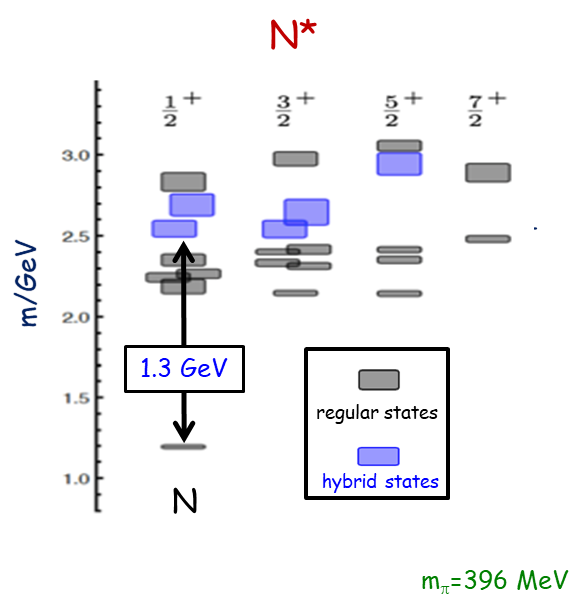 N*
1/2+ 3/2+ 5/2+ 7/2+
3.0
2.5
2.0
1.5
1.0
m/GeV
1.3 GeV
N
regular states
hybrid states
mπ=396 MeV